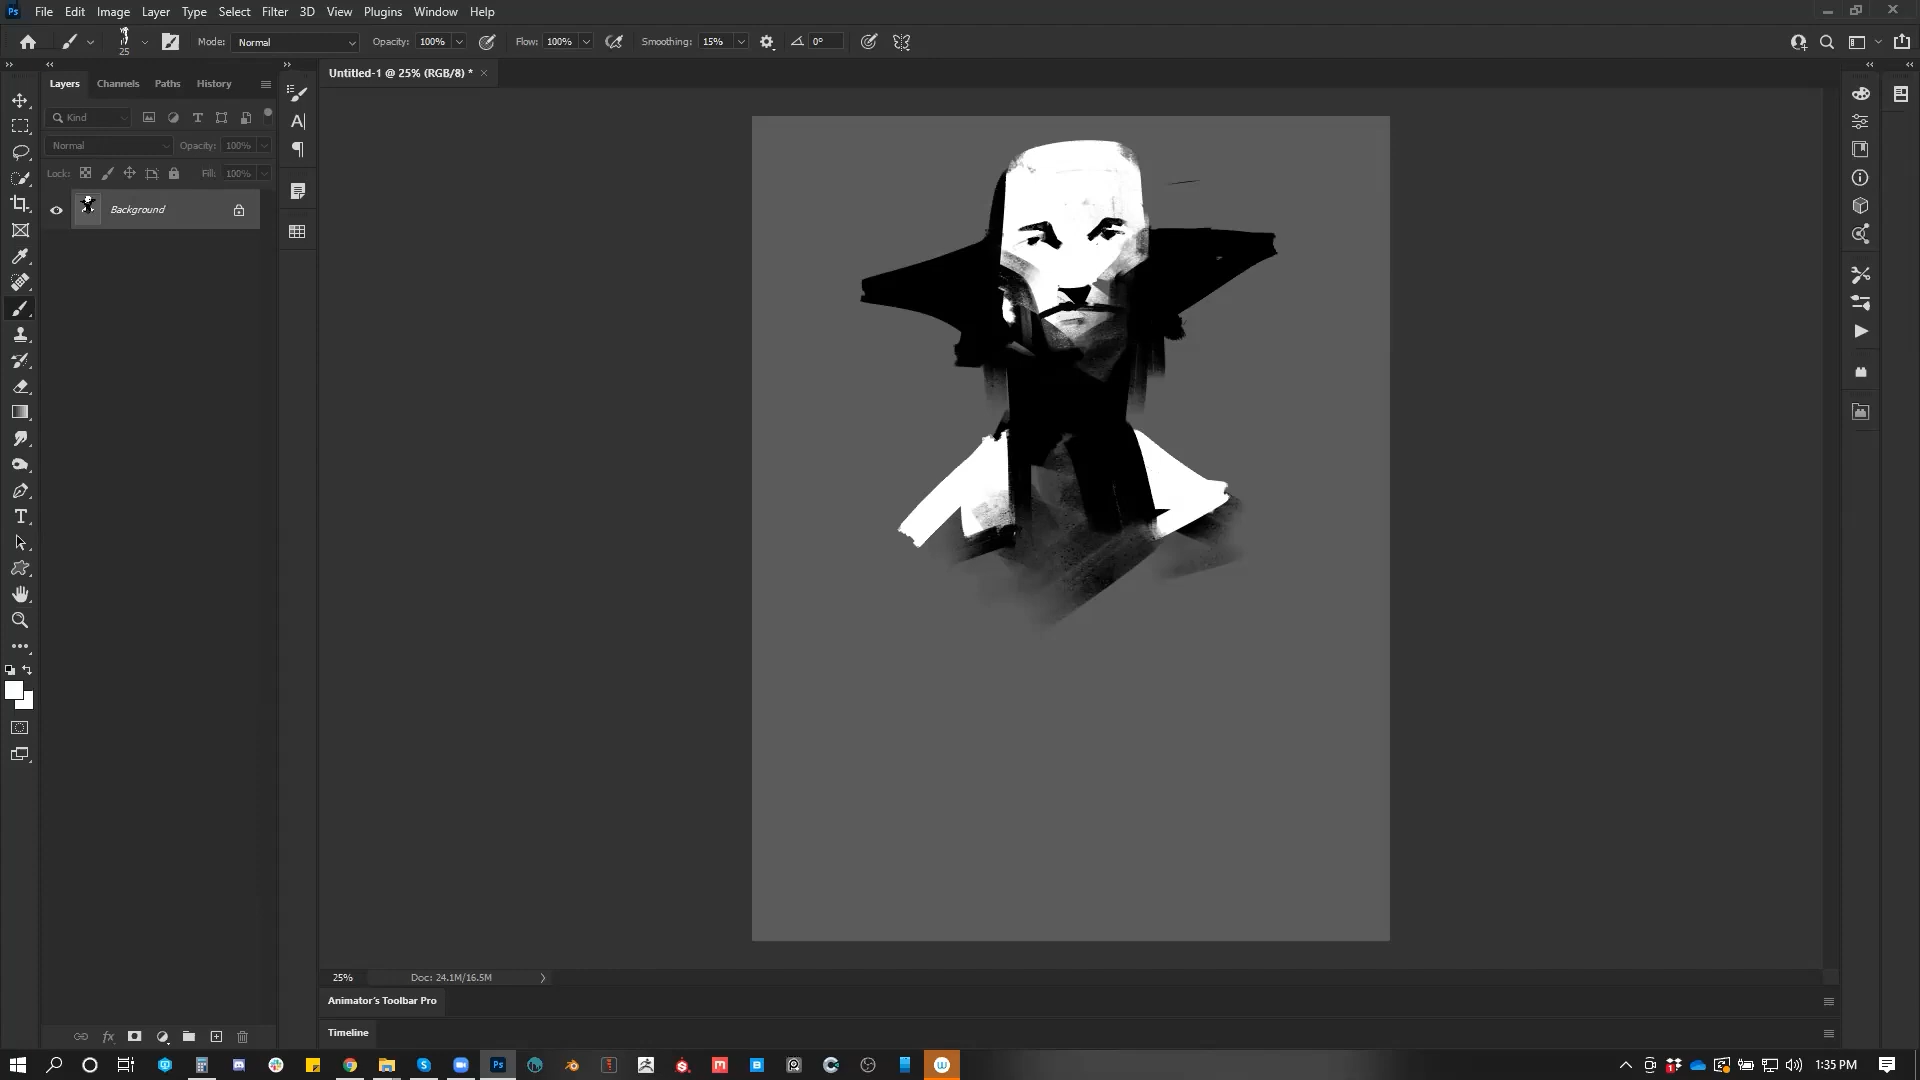 Ps File Edit Image Layer Type Select Filter 3D View Plugins Window Help
25 Mode: Normal Opacity: 100% Flow: 100% Smoothing: 15% 0°
Layers Channels Paths History
Untitled-1 @ 25% (RGB/8) * ×
Kind
Normal Opacity: 100%
Lock: Fill: 100%
Background
25% Doc: 24.1M/16.5M
Animator's Toolbar Pro
Timeline
1:35 PM